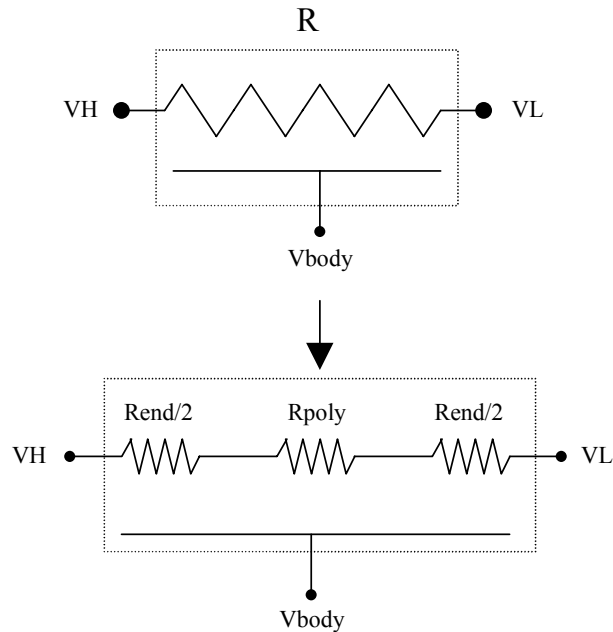 R
VH
VL
Vbody
Rend/2
Rpoly
Rend/2
VH
VL
Vbody